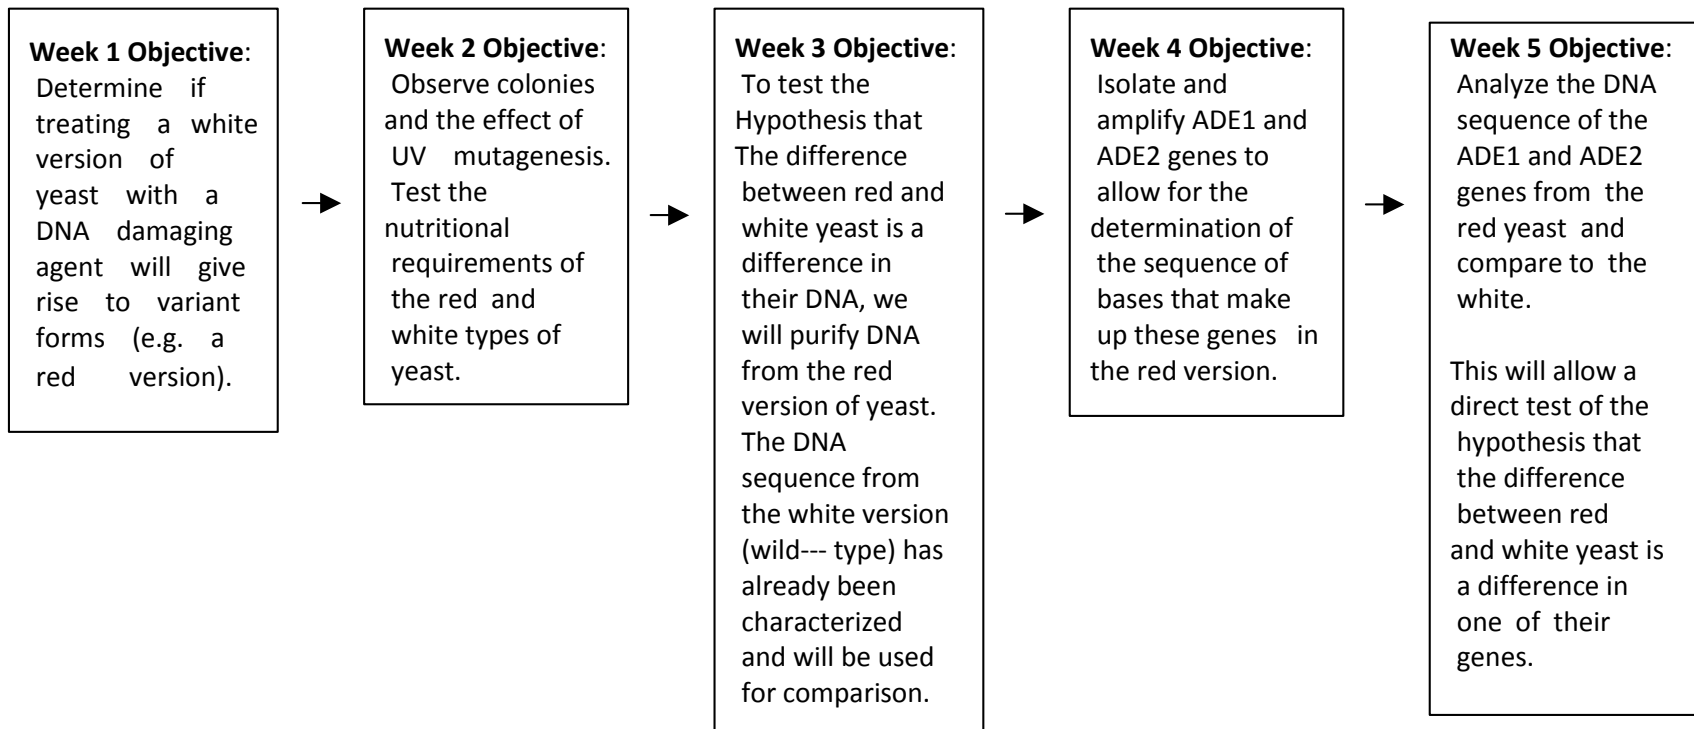 Week 1 Objective:
Determine if
treating a white
version of
yeast with a
DNA damaging
agent will give
rise to variant
forms (e.g. a
red version).
Week 2 Objective:
Observe colonies
and the effect of
UV mutagenesis.
Test the
nutritional
requirements of
the red and
white types of
yeast.
Week 3 Objective:
To test the
Hypothesis that
The difference
between red and
white yeast is a
difference in
their DNA, we
will purify DNA
from the red
version of yeast.
The DNA
sequence from
the white version
(wild--- type) has
already been
characterized
and will be used
for comparison.
Week 4 Objective:
Isolate and
amplify ADE1 and
ADE2 genes to
allow for the
determination of
the sequence of
bases that make
up these genes in
the red version.
Week 5 Objective:
Analyze the DNA
sequence of the
ADE1 and ADE2
genes from the
red yeast and
compare to the
white.
This will allow a
direct test of the
hypothesis that
the difference
between red
and white yeast is
a difference in
one of their
genes.